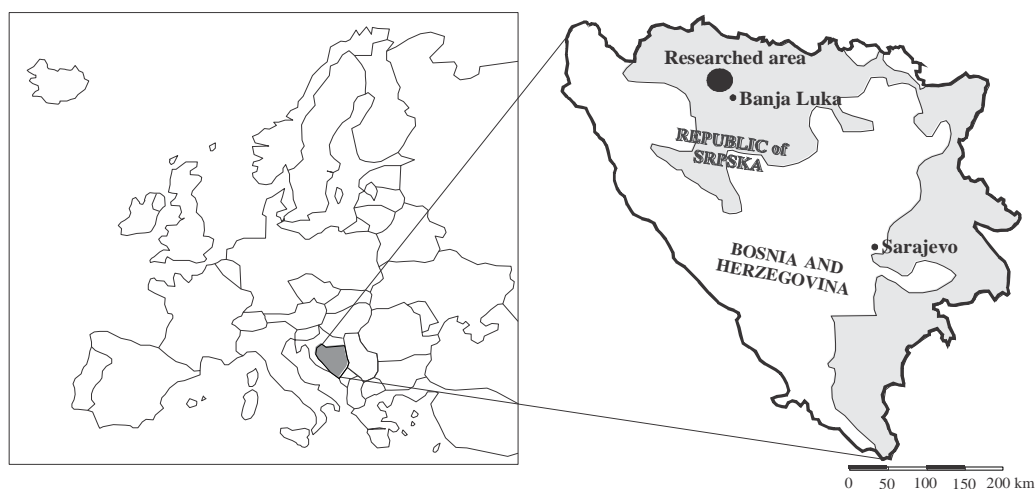 Researched area
Banja Luka
REPUBLIC of
SRPSKA
Sarajevo
BOSNIA AND
HERZEGOVINA
0 50 100 150 200 km